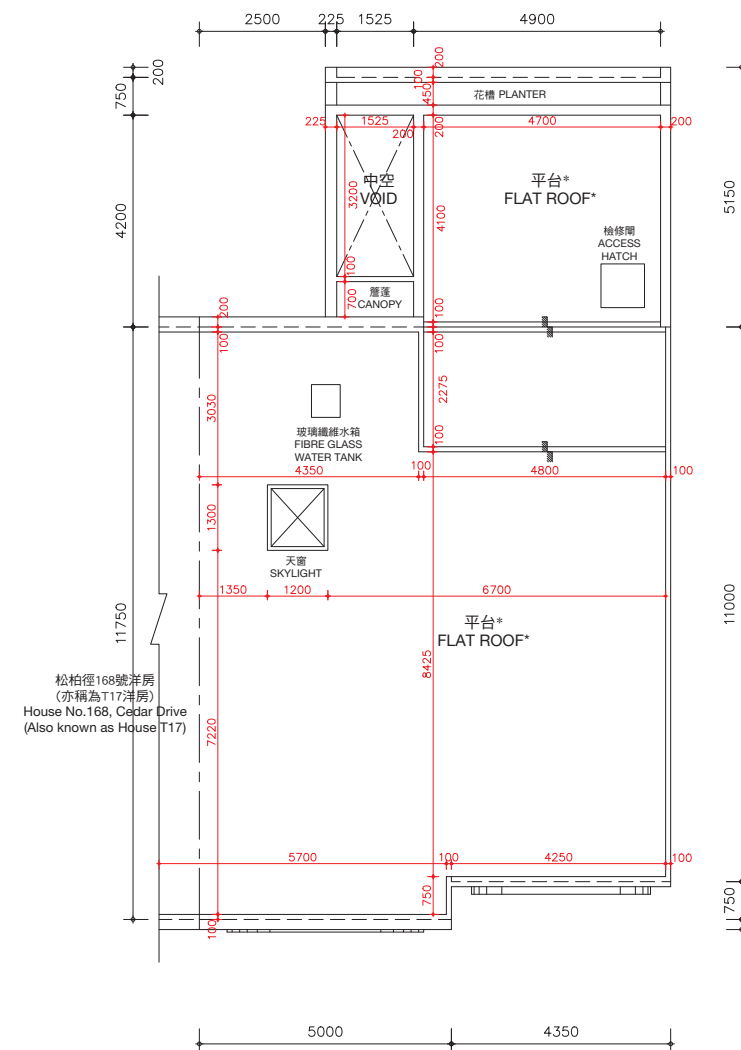 2500
225
1525
4900
200
750
200
100
450
花槽 PLANTER
225
1525
200
4700
200
200
中空
VOID
平台*
FLAT ROOF*
3200
4100
4200
5150
檢修閘
ACCESS
HATCH
100
700
簷蓬
CANOPY
200
100
100
100
3030
2275
玻璃纖維水箱
FIBRE GLASS
WATER TANK
100
4350
100
4800
100
1300
天窗
SKYLIGHT
1350
1200
6700
11750
11000
平台*
FLAT ROOF*
8425
松柏徑168號洋房
(亦稱為T17洋房)
House No.168, Cedar Drive
(Also known as House T17)
7220
5700
100
4250
100
750
750
100
5000
4350